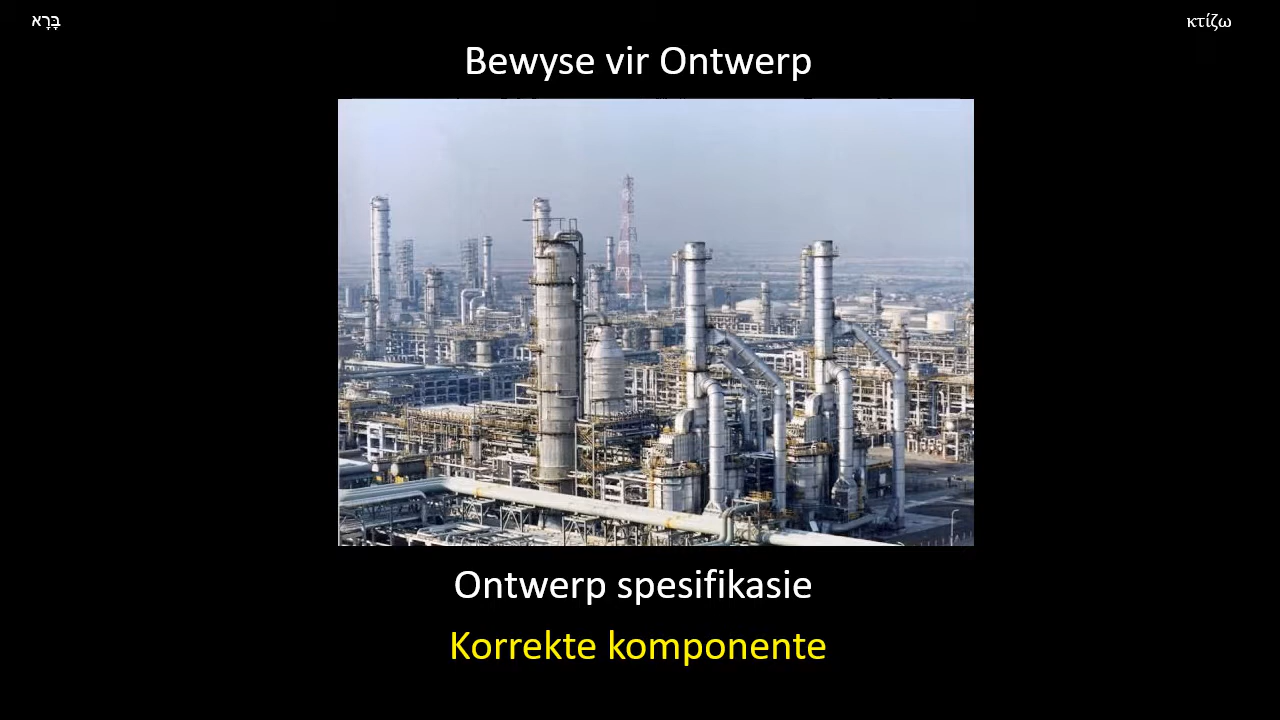 בָּרָא
κτίζω
Bewyse vir Ontwerp
Ontwerp spesifikasie
Korrekte komponente